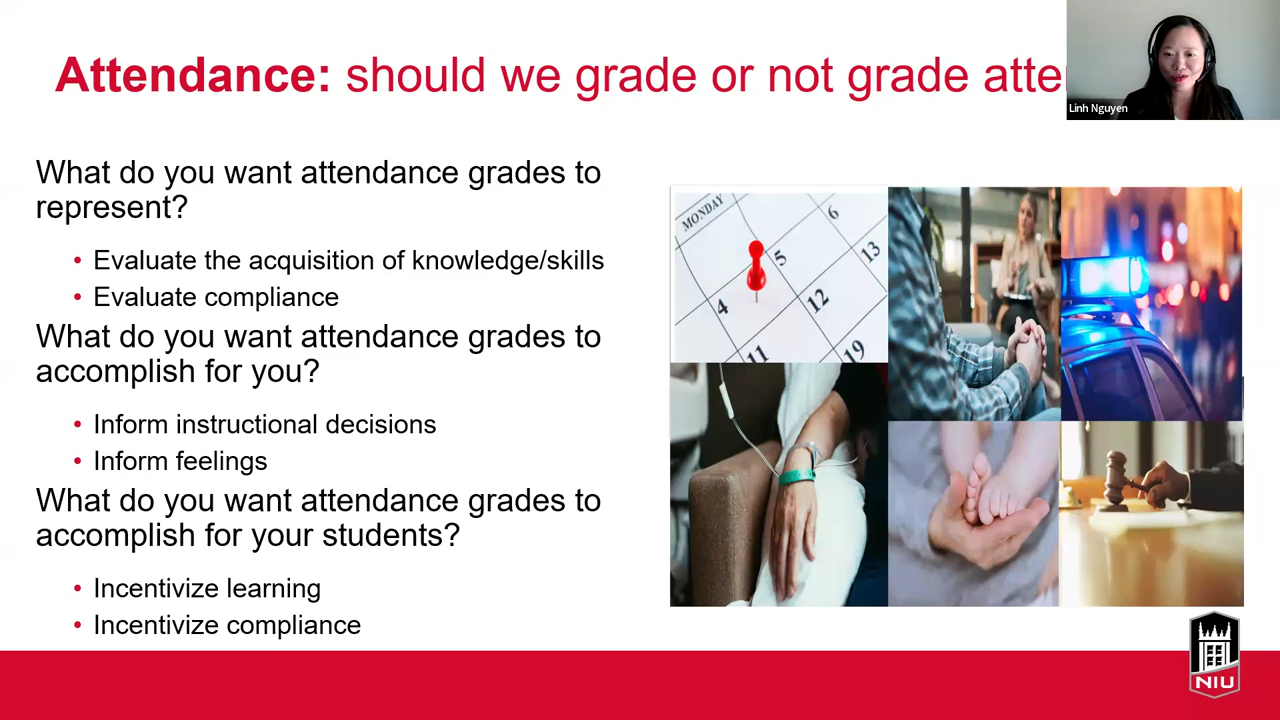 Attendance: should we grade or not grade atte
Linh Nguyen
What do you want attendance grades to
represent?
• Evaluate the acquisition of knowledge/skills
• Evaluate compliance
What do you want attendance grades to
accomplish for you?
• Inform instructional decisions
• Inform feelings
What do you want attendance grades to
accomplish for your students?
• Incentivize learning
• Incentivize compliance
MONDAY
6
5
13
4
12
11
19
NIU